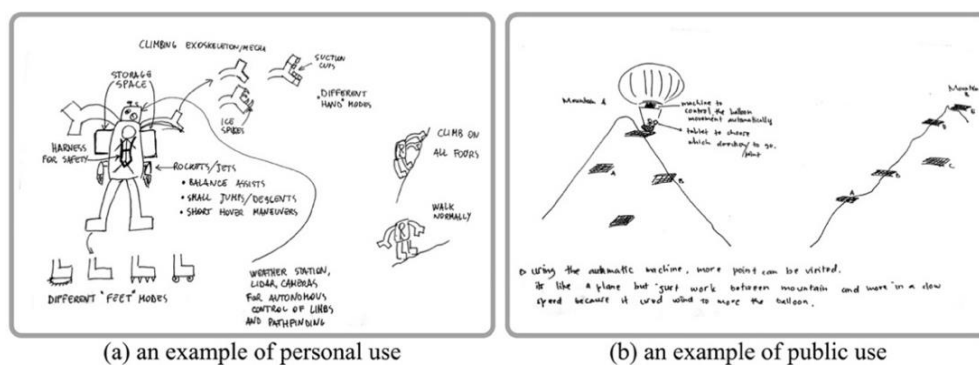 CLIMBING EXOSKELETON/MECHA
STORAGE
SPACE
SUCTION
CUPS
"DIFFERENT
HAND" MODES
ICE
SPIKES
HARNESS
FOR SAFETY
ROCKETS/JETS
• BALANCE ASSISTS
• SMALL JUMPS/DESCENTS
• SHORT HOVER MANEUVERS
CLIMB ON
ALL FOURS
WALK
NORMALLY
DIFFERENT "FEET" MODES
WEATHER STATION,
LIDAR, CAMERAS
FOR AUTONOMOUS
CONTROL OF LIMBS
AND PATHFINDING
(a) an example of personal use
Mountain A
machine to
control the balloon
movement automatically
tablet to choose
which direction to go.
/point
A
B
Mountain
B
E
D
C
A
using the automatic machine, more point can be visited.
it like a plane but just work between mountain and move in a slow
speed because it used wind to move the balloon.
(b) an example of public use